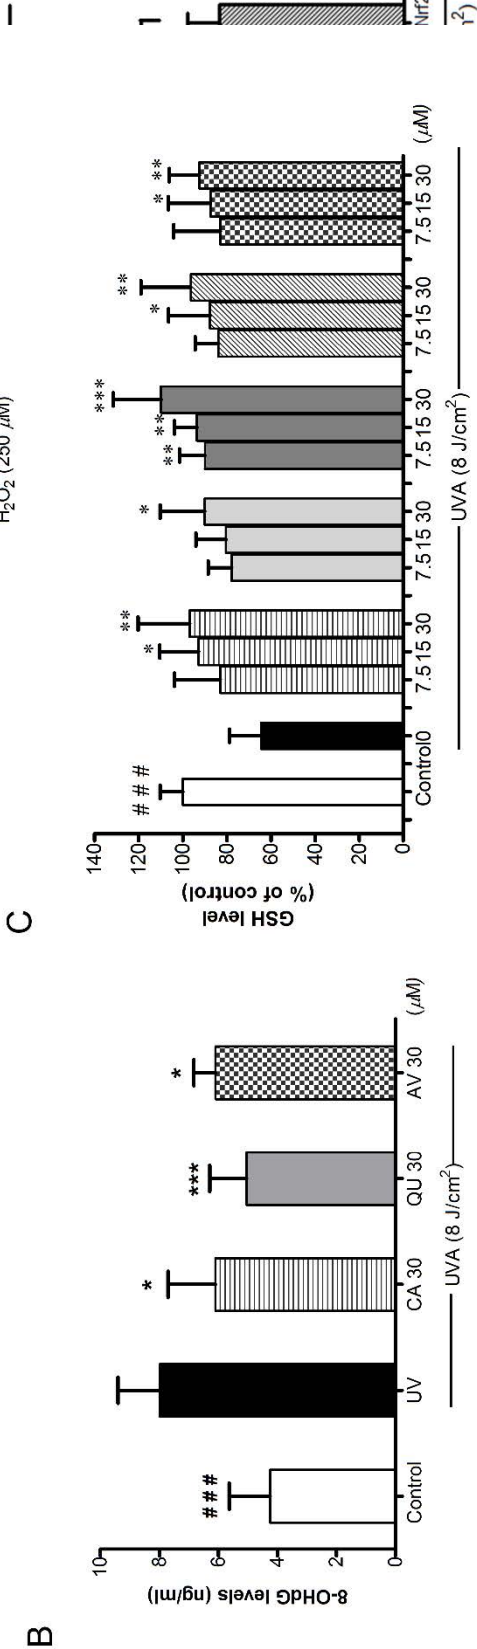 H₂O₂ (250 μM)
B
8-OHdG levels (ng/ml)
10
8
6
4
2
0
###
*
***
*
Control
UV
CA 30
QU 30
AV 30
(μM)
UVA (8 J/cm²)
C
GSH level
(% of control)
140
120
100
80
60
40
20
0
###
*
**
*
**
**
***
*
**
*
**
Control 0 7.5 15 30 7.5 15 30 7.5 15 30 7.5 15 30 7.5 15 30 (μM)
UVA (8 J/cm²)
Nrf2